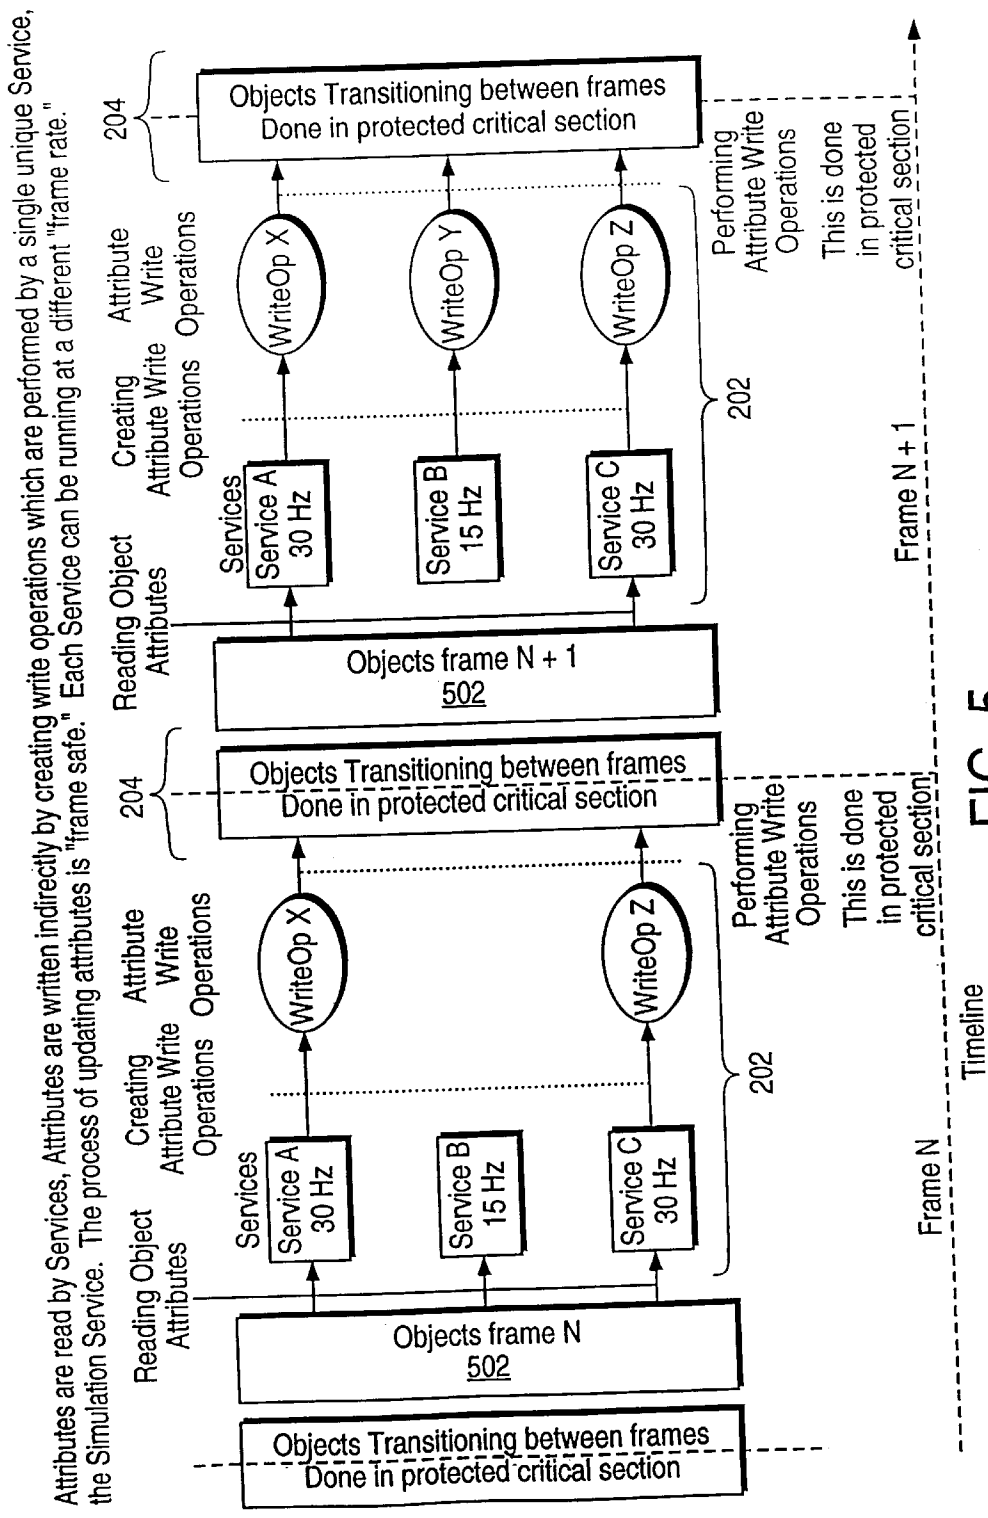 Attributes are read by Services, Attributes are written indirectly by creating write operations which are performed by a single unique Service,
the Simulation Service. The process of updating attributes is "frame safe." Each Service can be running at a different "frame rate."
Reading Object
Attributes
Services
Creating
Attribute Write
Operations
Attribute
Write
Operations
204
Reading Object
Attributes
Services
Creating
Attribute Write
Operations
Attribute
Write
Operations
204
Objects Transitioning between frames
Done in protected critical section
Objects frame N
502
Service A
30 Hz
Service B
15 Hz
Service C
30 Hz
WriteOp X
WriteOp Z
Objects Transitioning between frames
Done in protected critical section
Objects frame N + 1
502
Service A
30 Hz
Service B
15 Hz
Service C
30 Hz
WriteOp X
WriteOp Y
WriteOp Z
Objects Transitioning between frames
Done in protected critical section
202
Performing
Attribute Write
Operations
This is done
in protected
critical section
202
Performing
Attribute Write
Operations
This is done
in protected
critical section
Frame N
Frame N + 1
Timeline